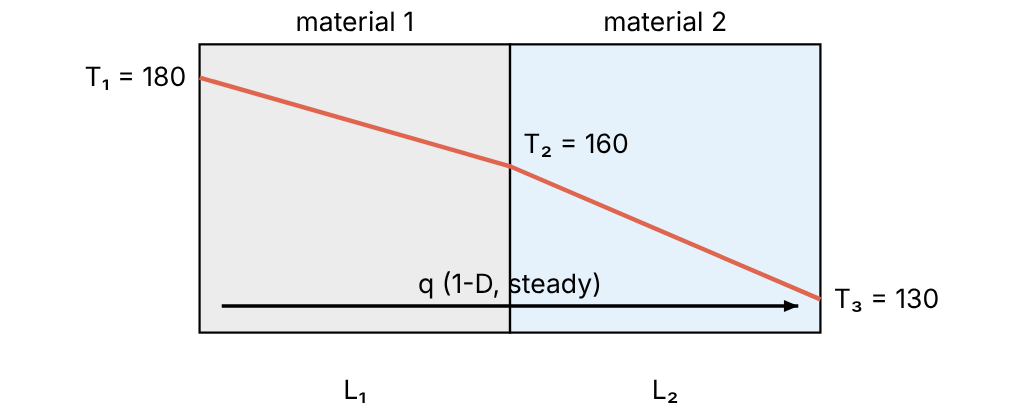 material 1
material 2
T₁ = 180
T₂ = 160
q (1-D, steady)
T₃ = 130
L₁
L₂